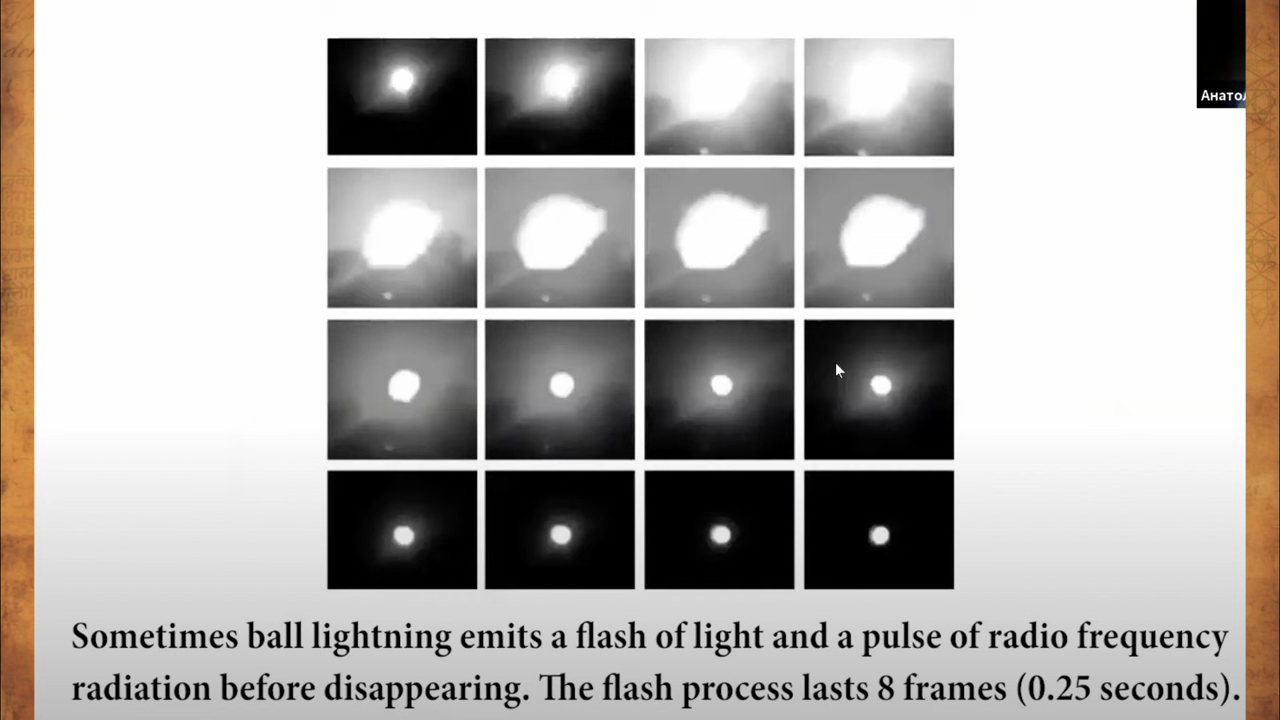 Анатол
Sometimes ball lightning emits a flash of light and a pulse of radio frequency
radiation before disappearing. The flash process lasts 8 frames (0.25 seconds).